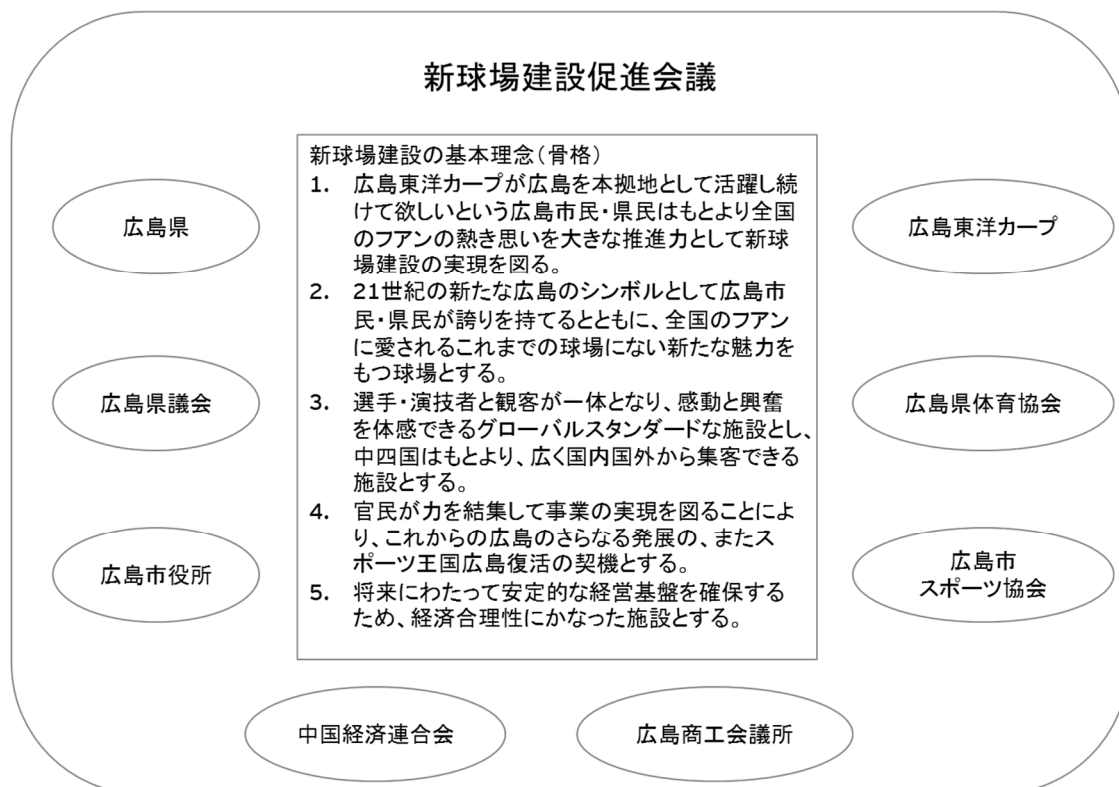 新球場建設促進会議
新球場建設の基本理念(骨格)
1. 広島東洋カープが広島を本拠地として活躍し続
けて欲しいという広島市民・県民はもとより全国
のフアンの熱き思いを大きな推進力として新球
場建設の実現を図る。
2. 21世紀の新たな広島のシンボルとして広島市
民・県民が誇りを持てるとともに、全国のフアン
に愛されるこれまでの球場にない新たな魅力を
もつ球場とする。
3. 選手・演技者と観客が一体となり、感動と興奮
を体感できるグローバルスタンダードな施設とし、
中四国はもとより、広く国内国外から集客できる
施設とする。
4. 官民が力を結集して事業の実現を図ることによ
り、これからの広島のさらなる発展の、またス
ポーツ王国広島復活の契機とする。
5. 将来にわたって安定的な経営基盤を確保する
ため、経済合理性にかなった施設とする。
広島県
広島県議会
広島市役所
広島東洋カープ
広島県体育協会
広島市
スポーツ協会
中国経済連合会
広島商工会議所